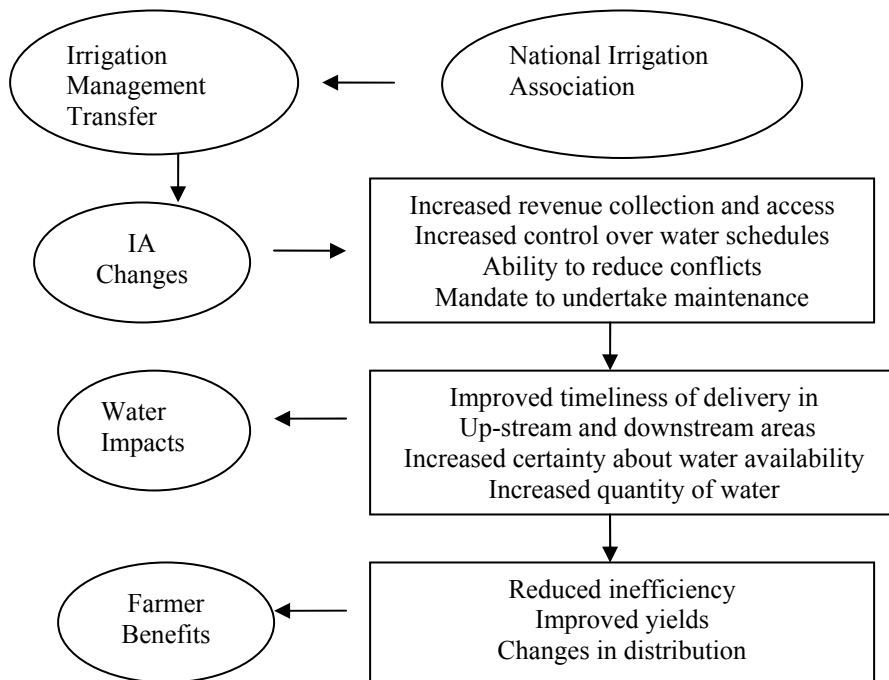 Irrigation
Management
Transfer
National Irrigation
Association
IA
Changes
Increased revenue collection and access
Increased control over water schedules
Ability to reduce conflicts
Mandate to undertake maintenance
Water
Impacts
Improved timeliness of delivery in
Up-stream and downstream areas
Increased certainty about water availability
Increased quantity of water
Farmer
Benefits
Reduced inefficiency
Improved yields
Changes in distribution